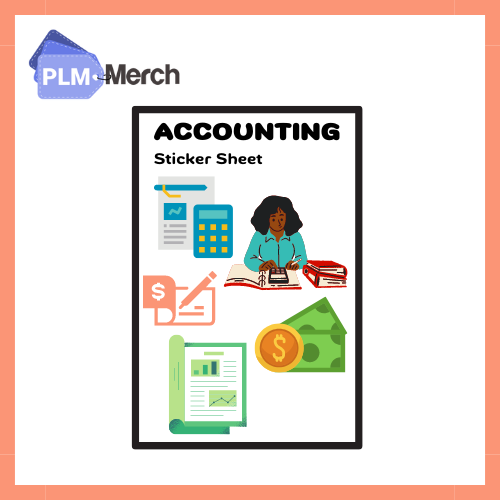 PLM Merch
ACCOUNTING
Sticker Sheet
$
$